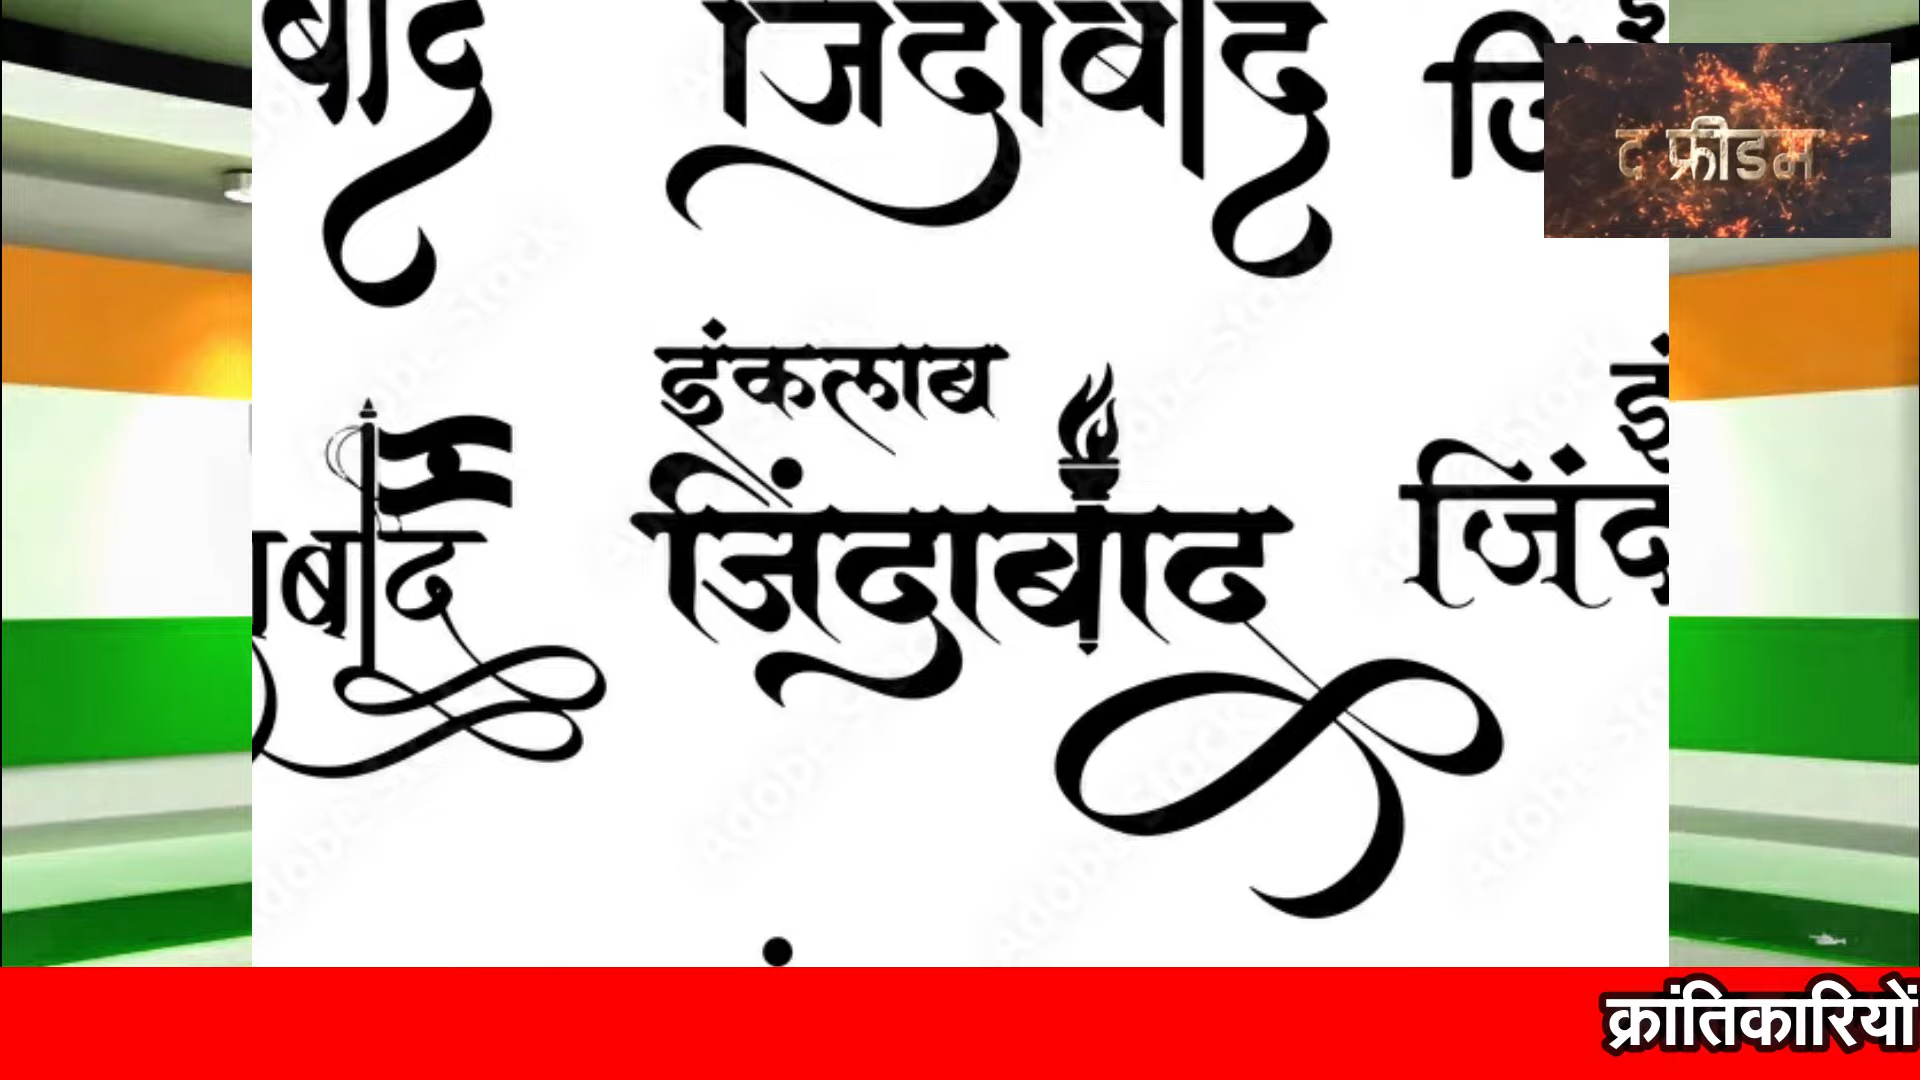 बाद जिंदाबाद
द फ्रीडम
इंकलाब
बाद जिंदाबाद जिंद
क्रांतिकारियों